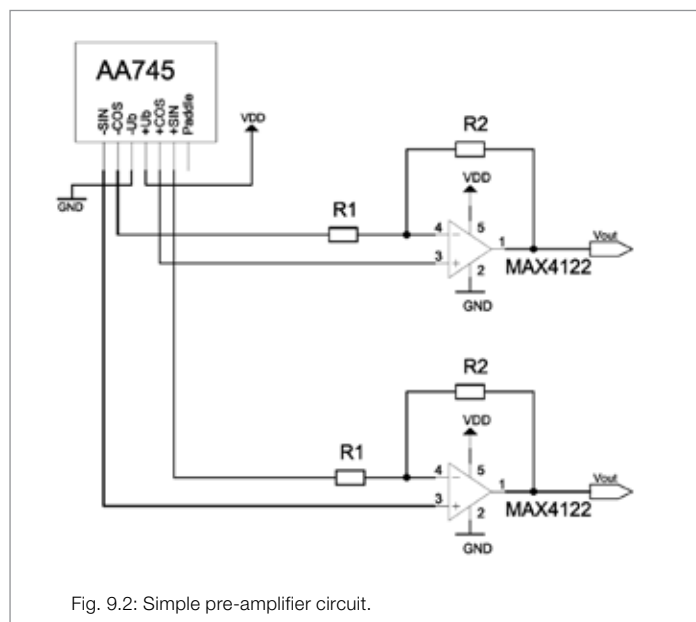 AA745
-SIN
-COS
-Ub
+Ub
+COS
+SIN
Paddle
VDD
GND
R2
VDD
R1
4
-
5
1
Vout
3
+
2
MAX4122
GND
R2
VDD
R1
4
-
5
1
Vout
3
+
2
MAX4122
GND
Fig. 9.2: Simple pre-amplifier circuit.